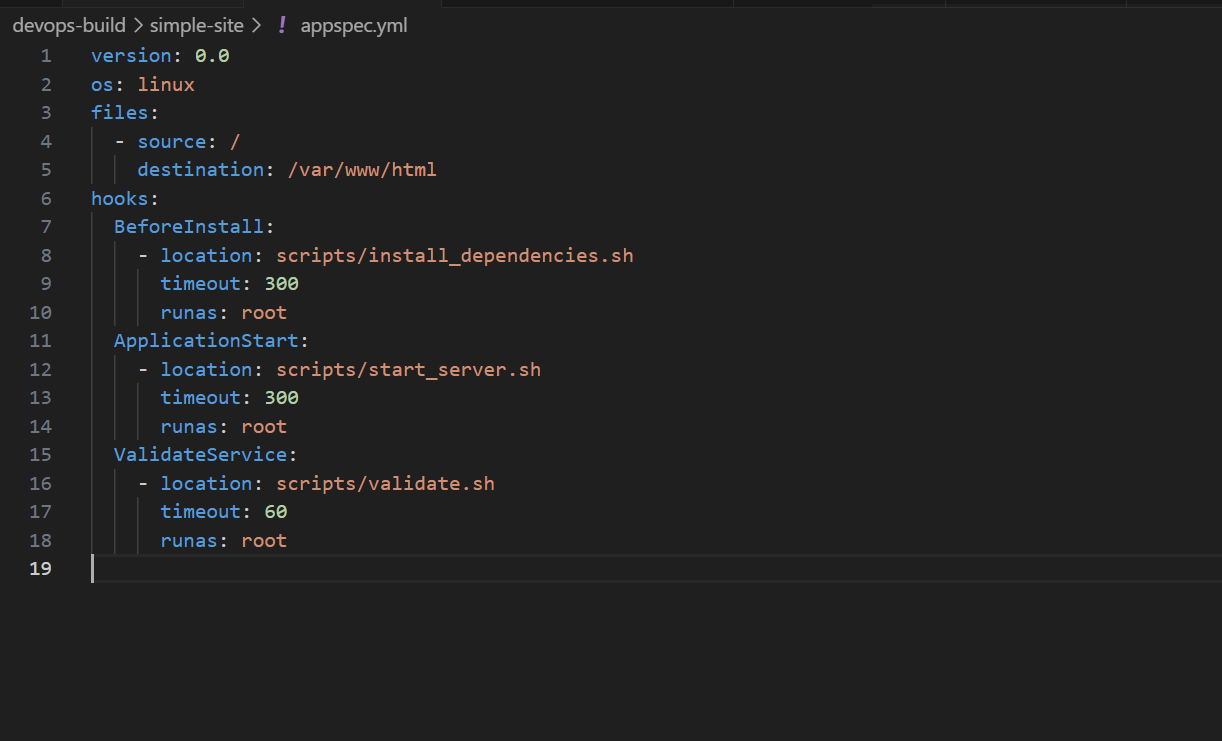 devops-build > simple-site > ! appspec.yml
1 version: 0.0
2 os: linux
3 files:
4   - source: /
5     destination: /var/www/html
6 hooks:
7   BeforeInstall:
8     - location: scripts/install_dependencies.sh
9       timeout: 300
10       runas: root
11   ApplicationStart:
12     - location: scripts/start_server.sh
13       timeout: 300
14       runas: root
15   ValidateService:
16     - location: scripts/validate.sh
17       timeout: 60
18       runas: root
19